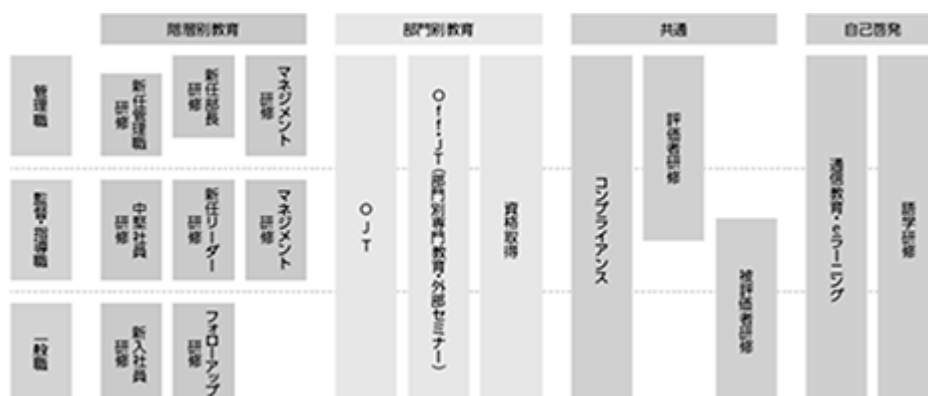 階層別教育
部門別教育
共通
自己啓発
管理職
新任管理職
研修
新任部長
研修
マネジメント
研修
監督・指導職
中堅社員
研修
新任リーダー
研修
マネジメント
研修
一般職
新入社員
研修
フォローアップ
研修
OJT
Off・JT(部門別専門教育・外部セミナー)
資格取得
コンプライアンス
評価者研修
被評価者研修
通信教育・eラーニング
語学研修